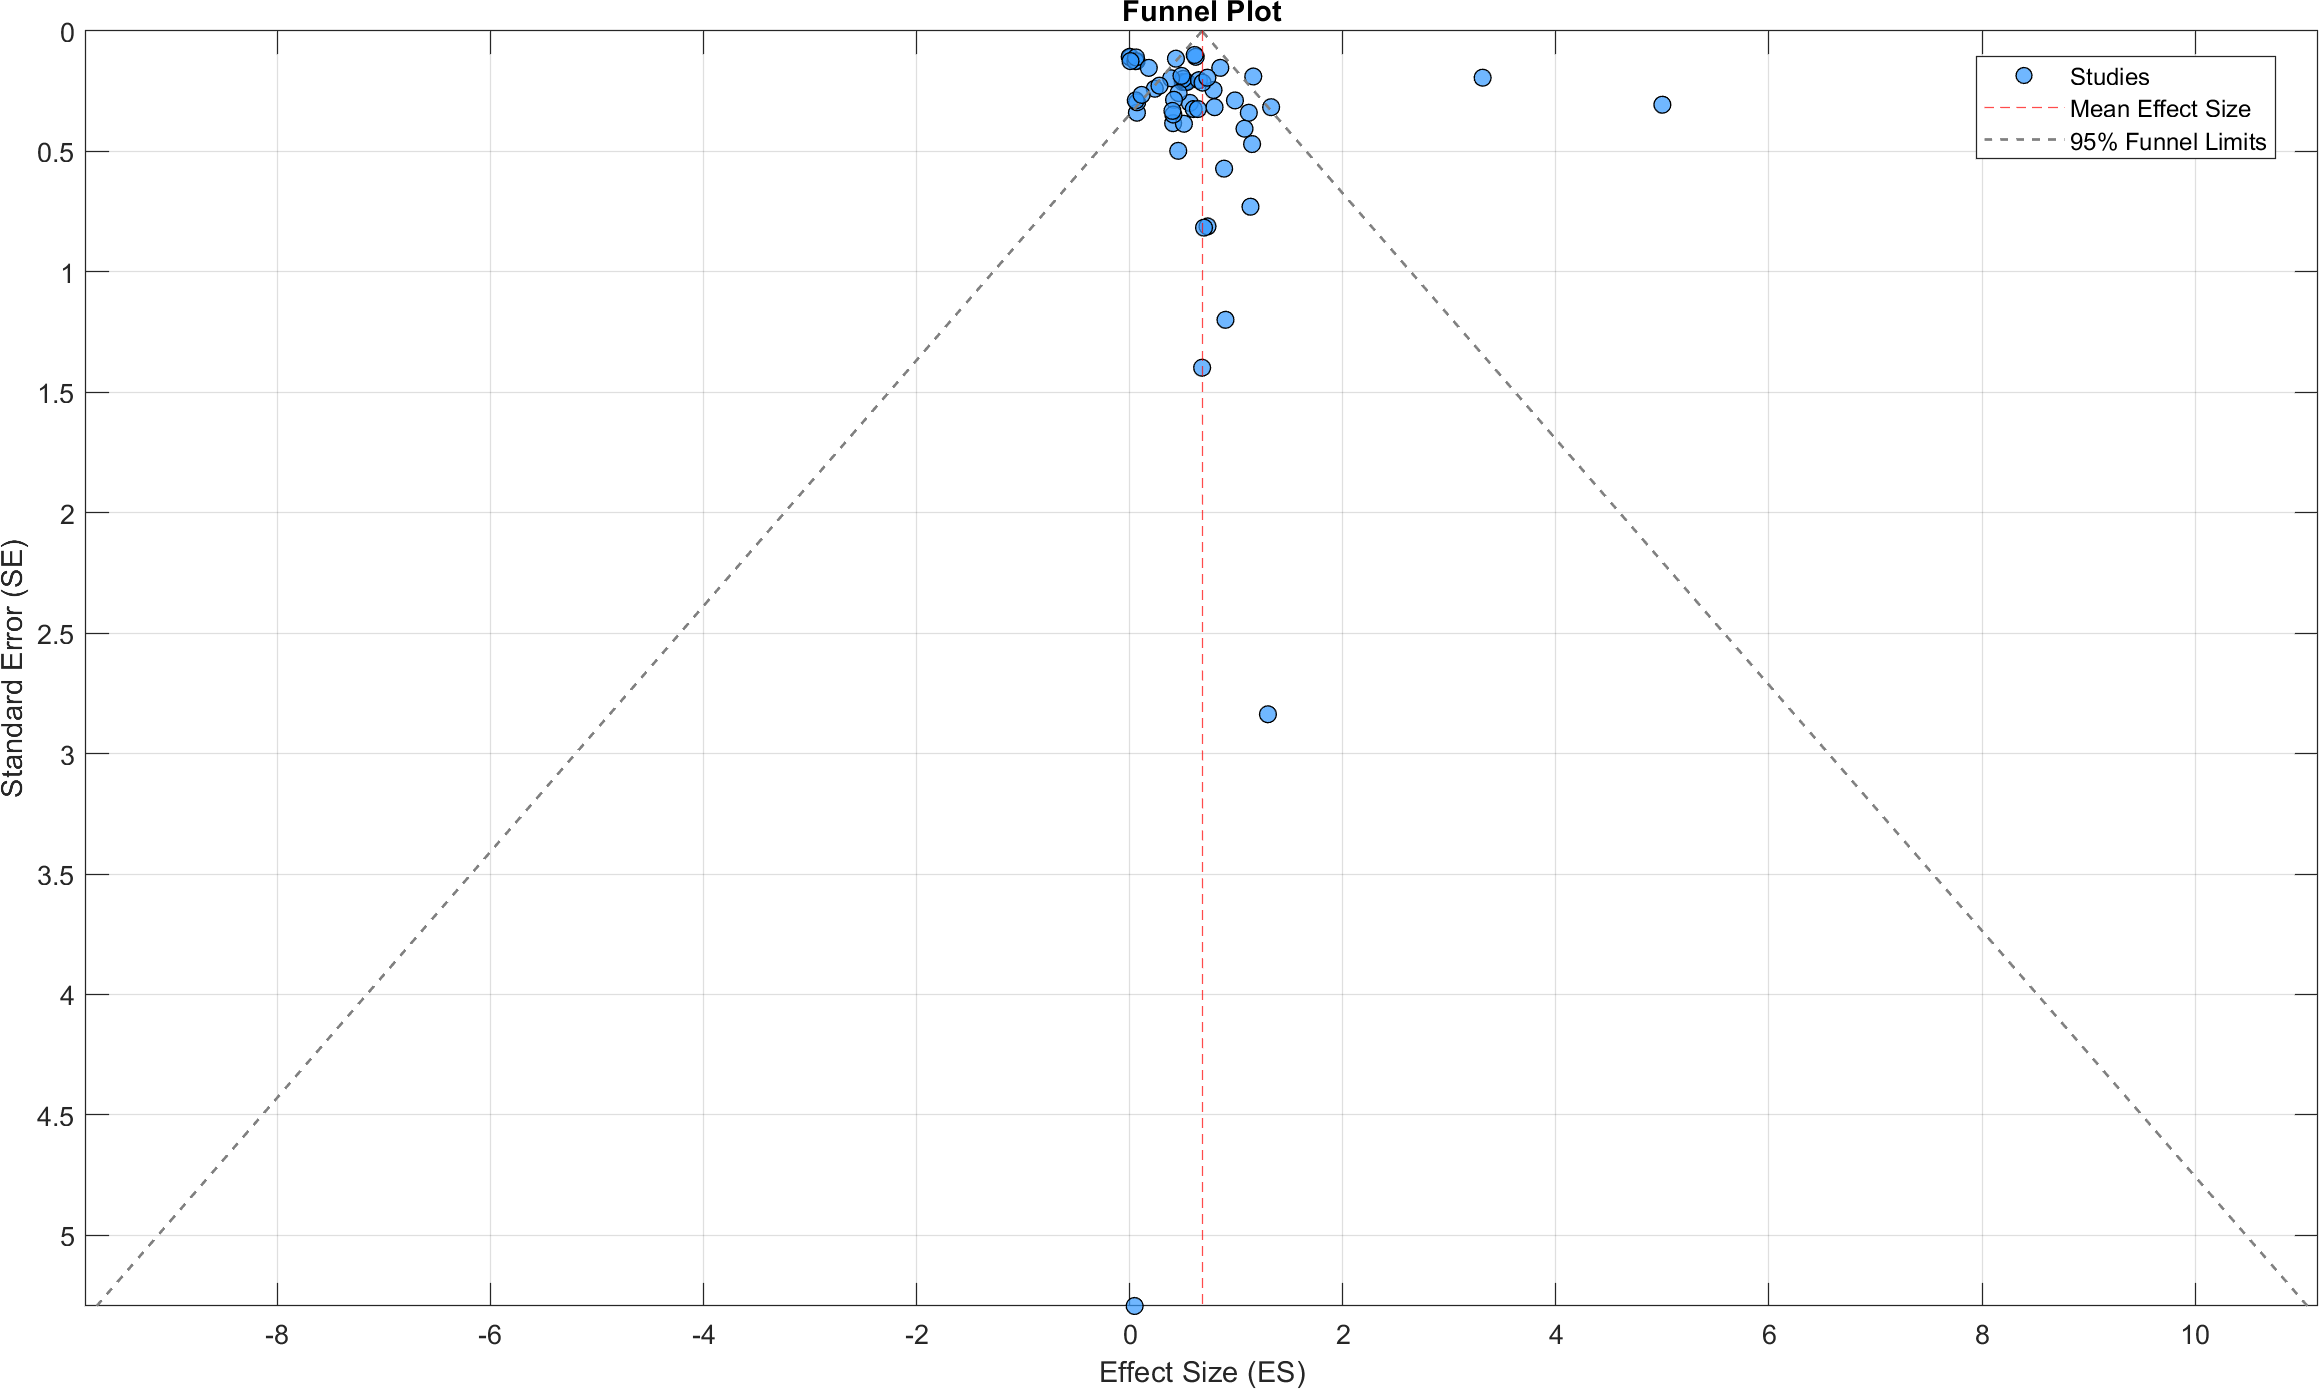 Funnel Plot
0
0.5
1
1.5
2
2.5
3
3.5
4
4.5
5
Standard Error (SE)
Studies
Mean Effect Size
95% Funnel Limits
-8 -6 -4 -2 0 2 4 6 8 10
Effect Size (ES)